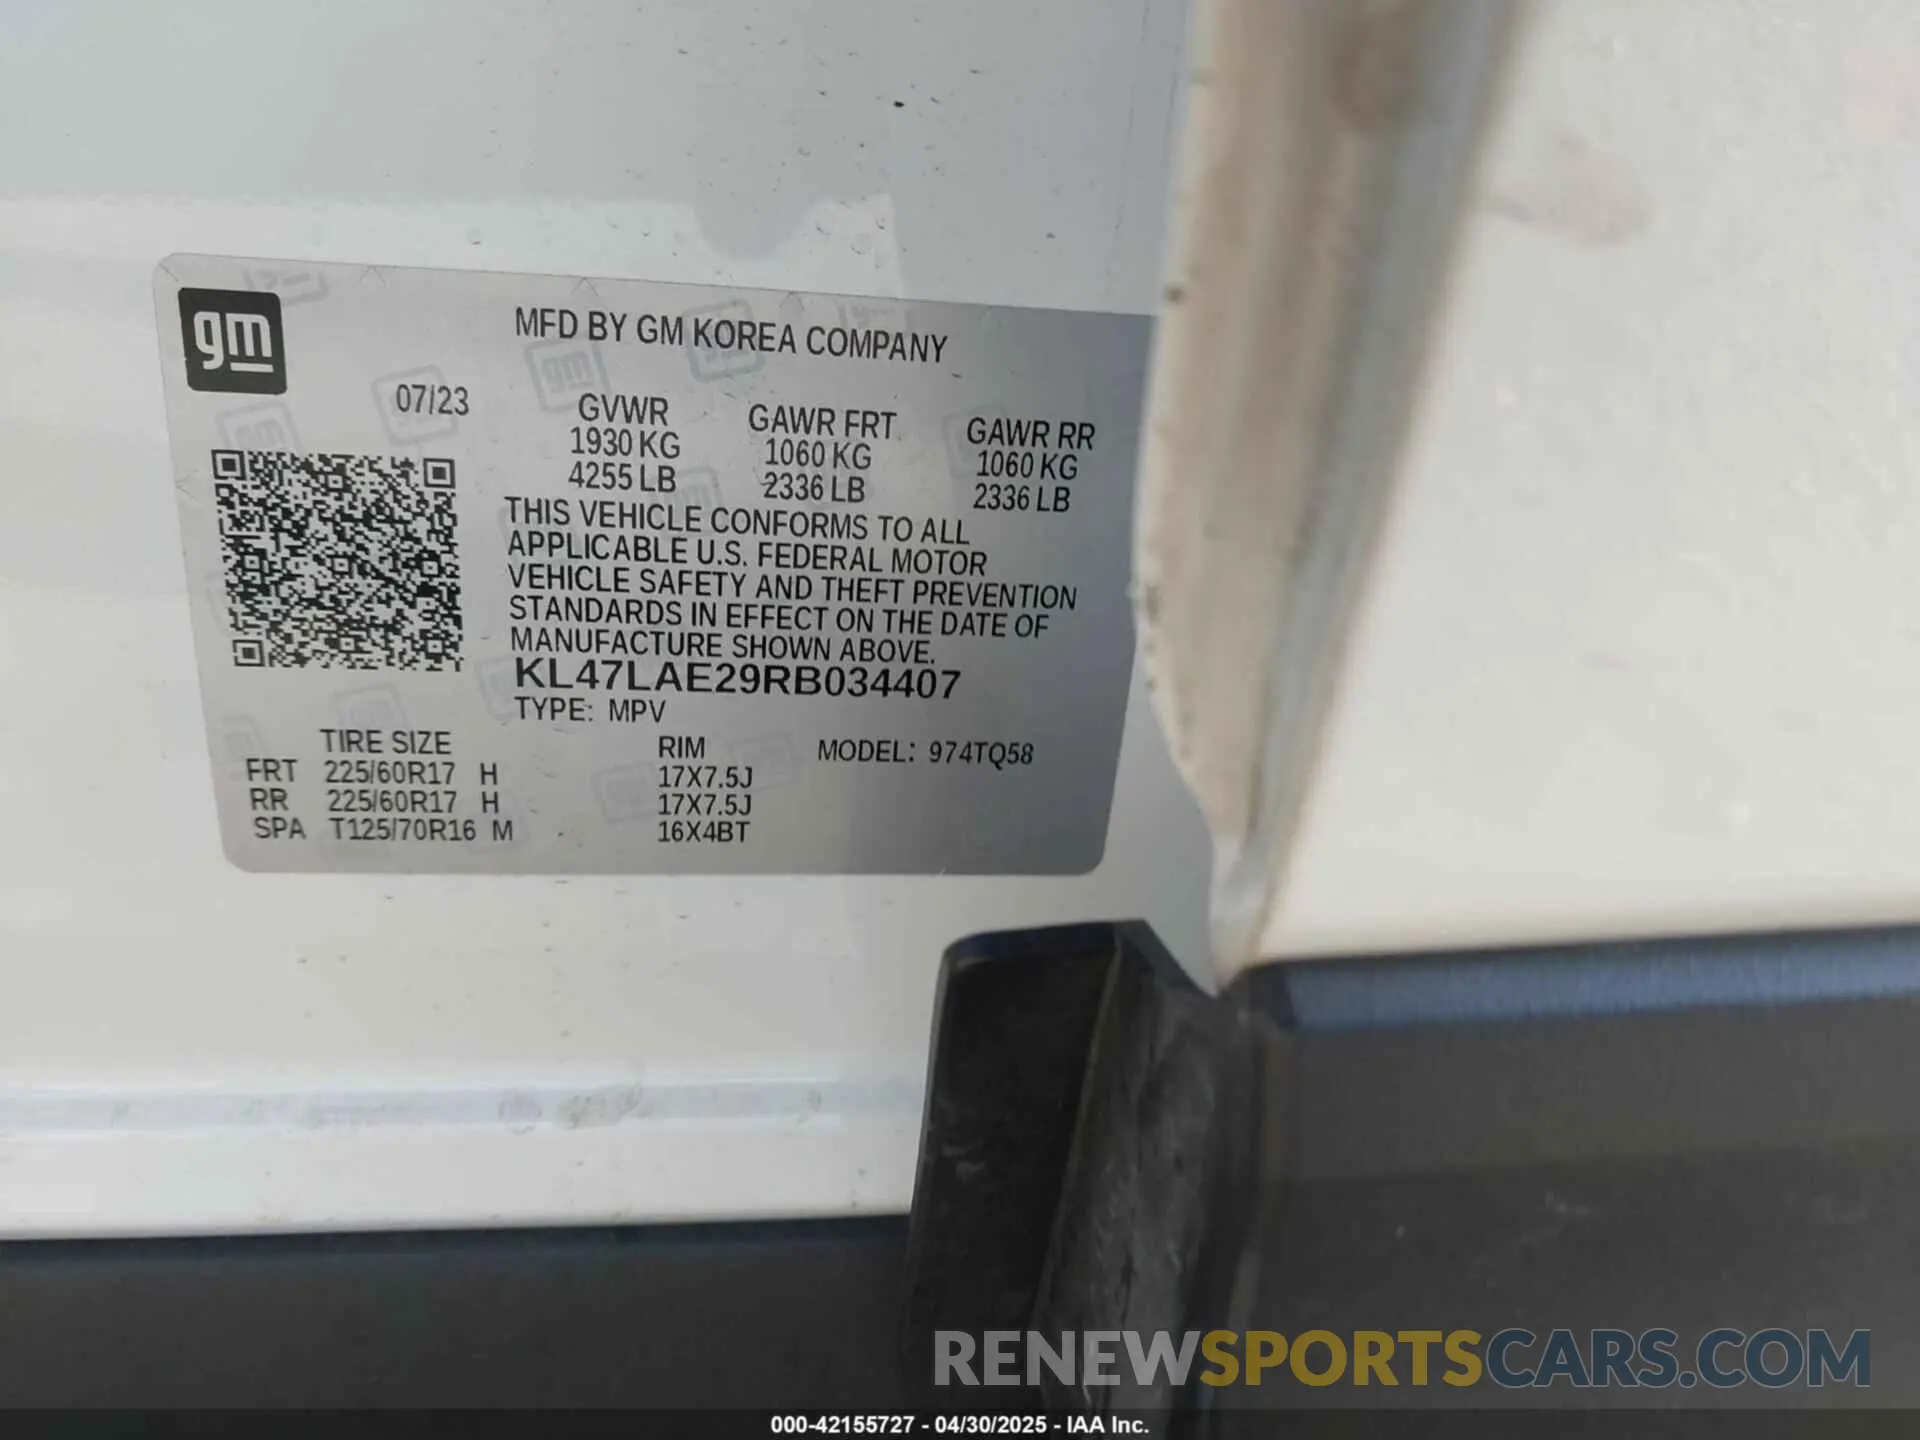 gm
MFD BY GM KOREA COMPANY
07/23
GVWR GAWR FRT GAWR RR
1930 KG 1060 KG 1060 KG
4255 LB 2336 LB 2336 LB
THIS VEHICLE CONFORMS TO ALL
APPLICABLE U.S. FEDERAL MOTOR
VEHICLE SAFETY AND THEFT PREVENTION
STANDARDS IN EFFECT ON THE DATE OF
MANUFACTURE SHOWN ABOVE.
KL47LAE29RB034407
TYPE: MPV
TIRE SIZE RIM MODEL: 974TQ58
FRT 225/60R17 H 17X7.5J
RR 225/60R17 H 17X7.5J
SPA T125/70R16 M 16X4BT
RENEWSPORTSCARS.COM
000-42155727 - 04/30/2025 - IAA Inc.